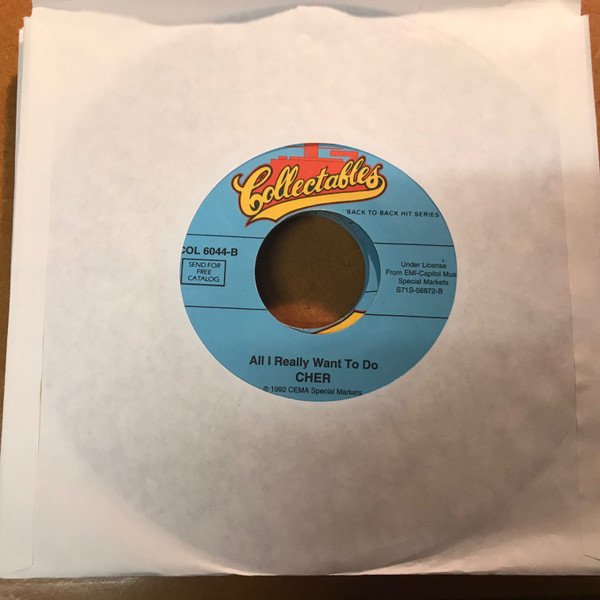 Collectables
"BACK TO BACK HIT SERIES
COL 6044-B
SEND FOR
FREE
CATALOG
Under License
From EMI-Capitol Mus
Special Markets
S71S-56872-B
All I Really Want To Do
CHER
© 1992 CEMA Special Markets